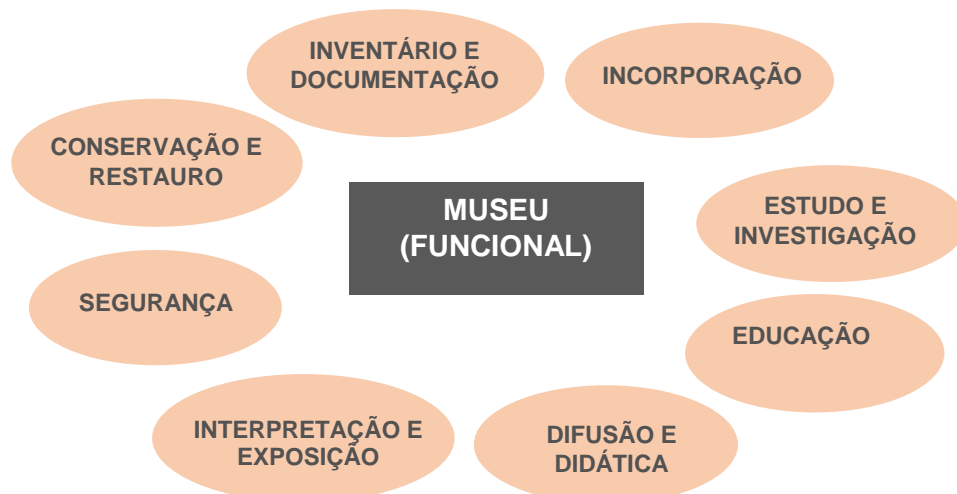 INVENTÁRIO E
DOCUMENTAÇÃO
INCORPORAÇÃO
CONSERVAÇÃO E
RESTAURO
MUSEU
(FUNCIONAL)
ESTUDO E
INVESTIGAÇÃO
SEGURANÇA
EDUCAÇÃO
INTERPRETAÇÃO E
EXPOSIÇÃO
DIFUSÃO E
DIDÁTICA